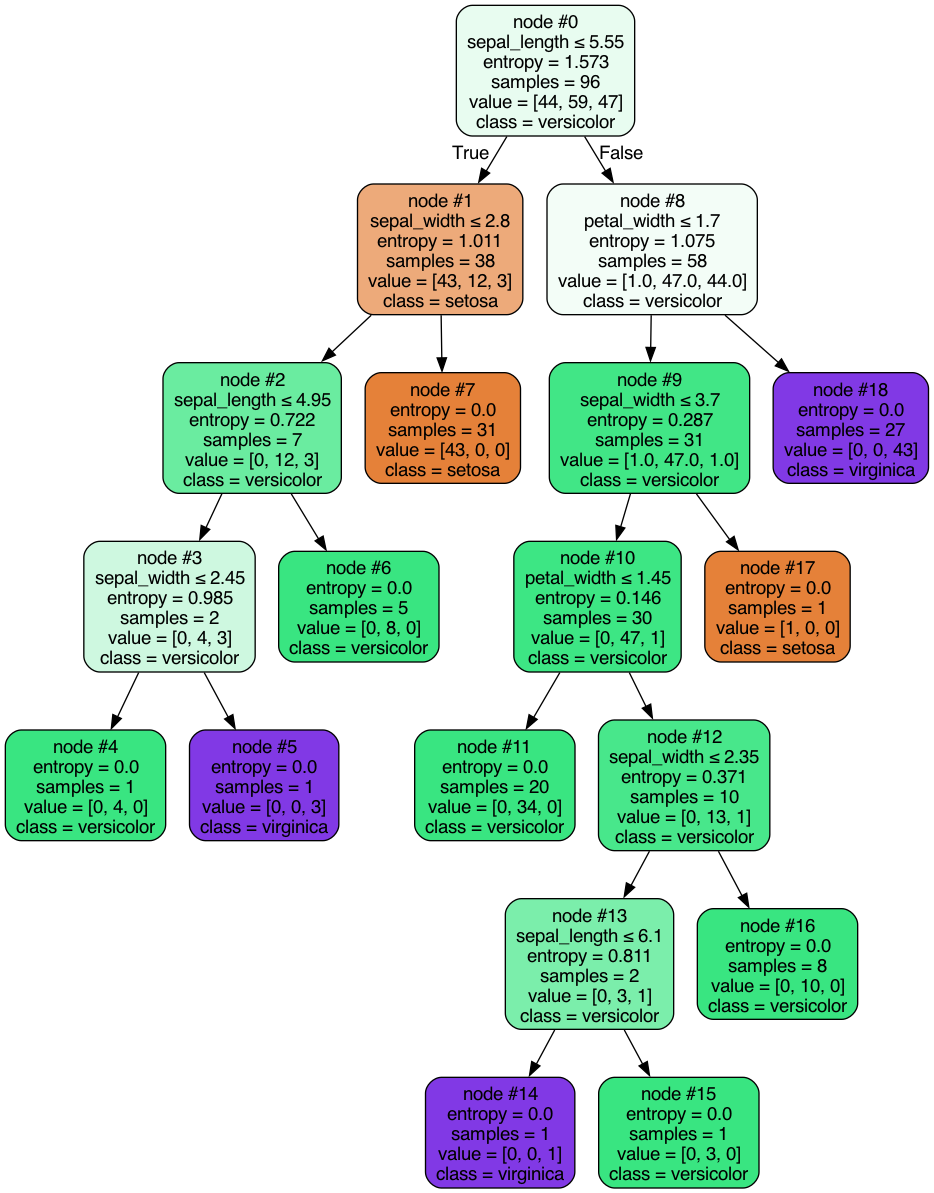 node #0
sepal_length ≤ 5.55
entropy = 1.573
samples = 96
value = [44, 59, 47]
class = versicolor
True
False
node #1
sepal_width ≤ 2.8
entropy = 1.011
samples = 38
value = [43, 12, 3]
class = setosa
node #8
petal_width ≤ 1.7
entropy = 1.075
samples = 58
value = [1.0, 47.0, 44.0]
class = versicolor
node #2
sepal_length ≤ 4.95
entropy = 0.722
samples = 7
value = [0, 12, 3]
class = versicolor
node #7
entropy = 0.0
samples = 31
value = [43, 0, 0]
class = setosa
node #9
sepal_width ≤ 3.7
entropy = 0.287
samples = 31
value = [1.0, 47.0, 1.0]
class = versicolor
node #18
entropy = 0.0
samples = 27
value = [0, 0, 43]
class = virginica
node #3
sepal_width ≤ 2.45
entropy = 0.985
samples = 2
value = [0, 4, 3]
class = versicolor
node #6
entropy = 0.0
samples = 5
value = [0, 8, 0]
class = versicolor
node #10
petal_width ≤ 1.45
entropy = 0.146
samples = 30
value = [0, 47, 1]
class = versicolor
node #17
entropy = 0.0
samples = 1
value = [1, 0, 0]
class = setosa
node #4
entropy = 0.0
samples = 1
value = [0, 4, 0]
class = versicolor
node #5
entropy = 0.0
samples = 1
value = [0, 0, 3]
class = virginica
node #11
entropy = 0.0
samples = 20
value = [0, 34, 0]
class = versicolor
node #12
sepal_width ≤ 2.35
entropy = 0.371
samples = 10
value = [0, 13, 1]
class = versicolor
node #13
sepal_length ≤ 6.1
entropy = 0.811
samples = 2
value = [0, 3, 1]
class = versicolor
node #16
entropy = 0.0
samples = 8
value = [0, 10, 0]
class = versicolor
node #14
entropy = 0.0
samples = 1
value = [0, 0, 1]
class = virginica
node #15
entropy = 0.0
samples = 1
value = [0, 3, 0]
class = versicolor